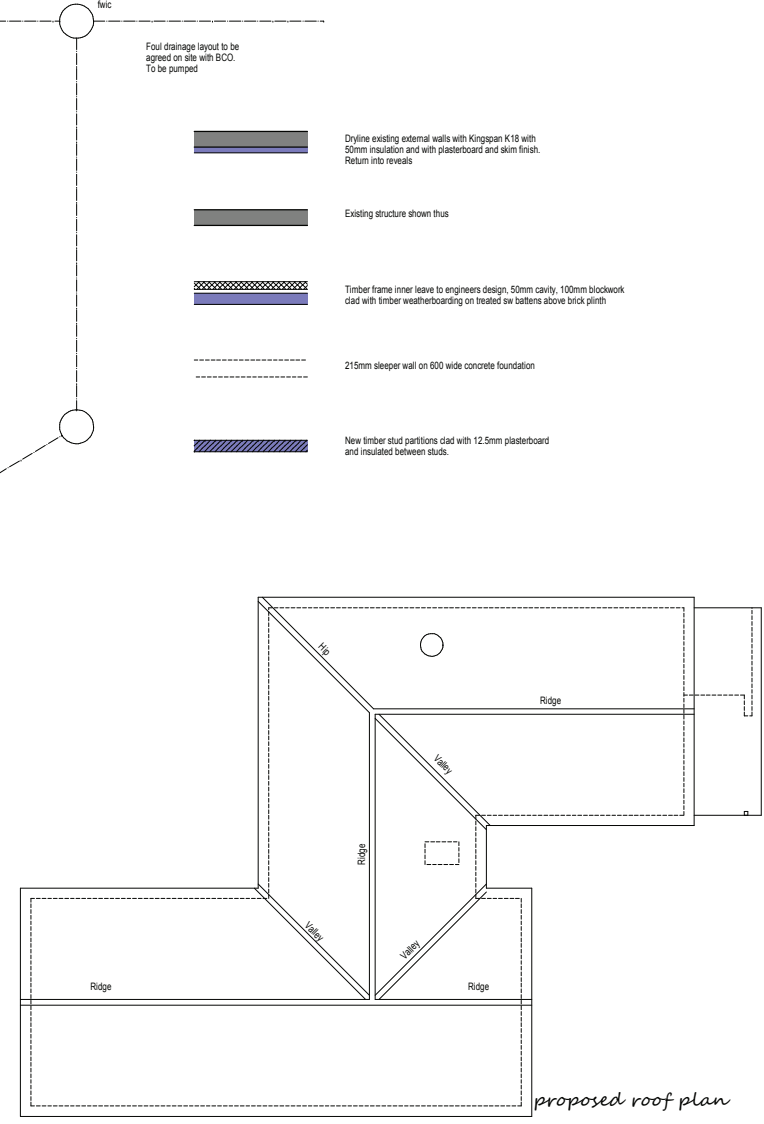 fwic
Foul drainage layout to be
agreed on site with BCO.
To be pumped
Dryline existing external walls with Kingspan K18 with
50mm insulation and with plasterboard and skim finish.
Return into reveals
Existing structure shown thus
Timber frame inner leave to engineers design, 50mm cavity, 100mm blockwork
clad with timber weatherboarding on treated sw battens above brick plinth
215mm sleeper wall on 600 wide concrete foundation
New timber stud partitions clad with 12.5mm plasterboard
and insulated between studs.
Hip
Ridge
Valley
Ridge
Valley
Valley
Ridge
Ridge
proposed roof plan